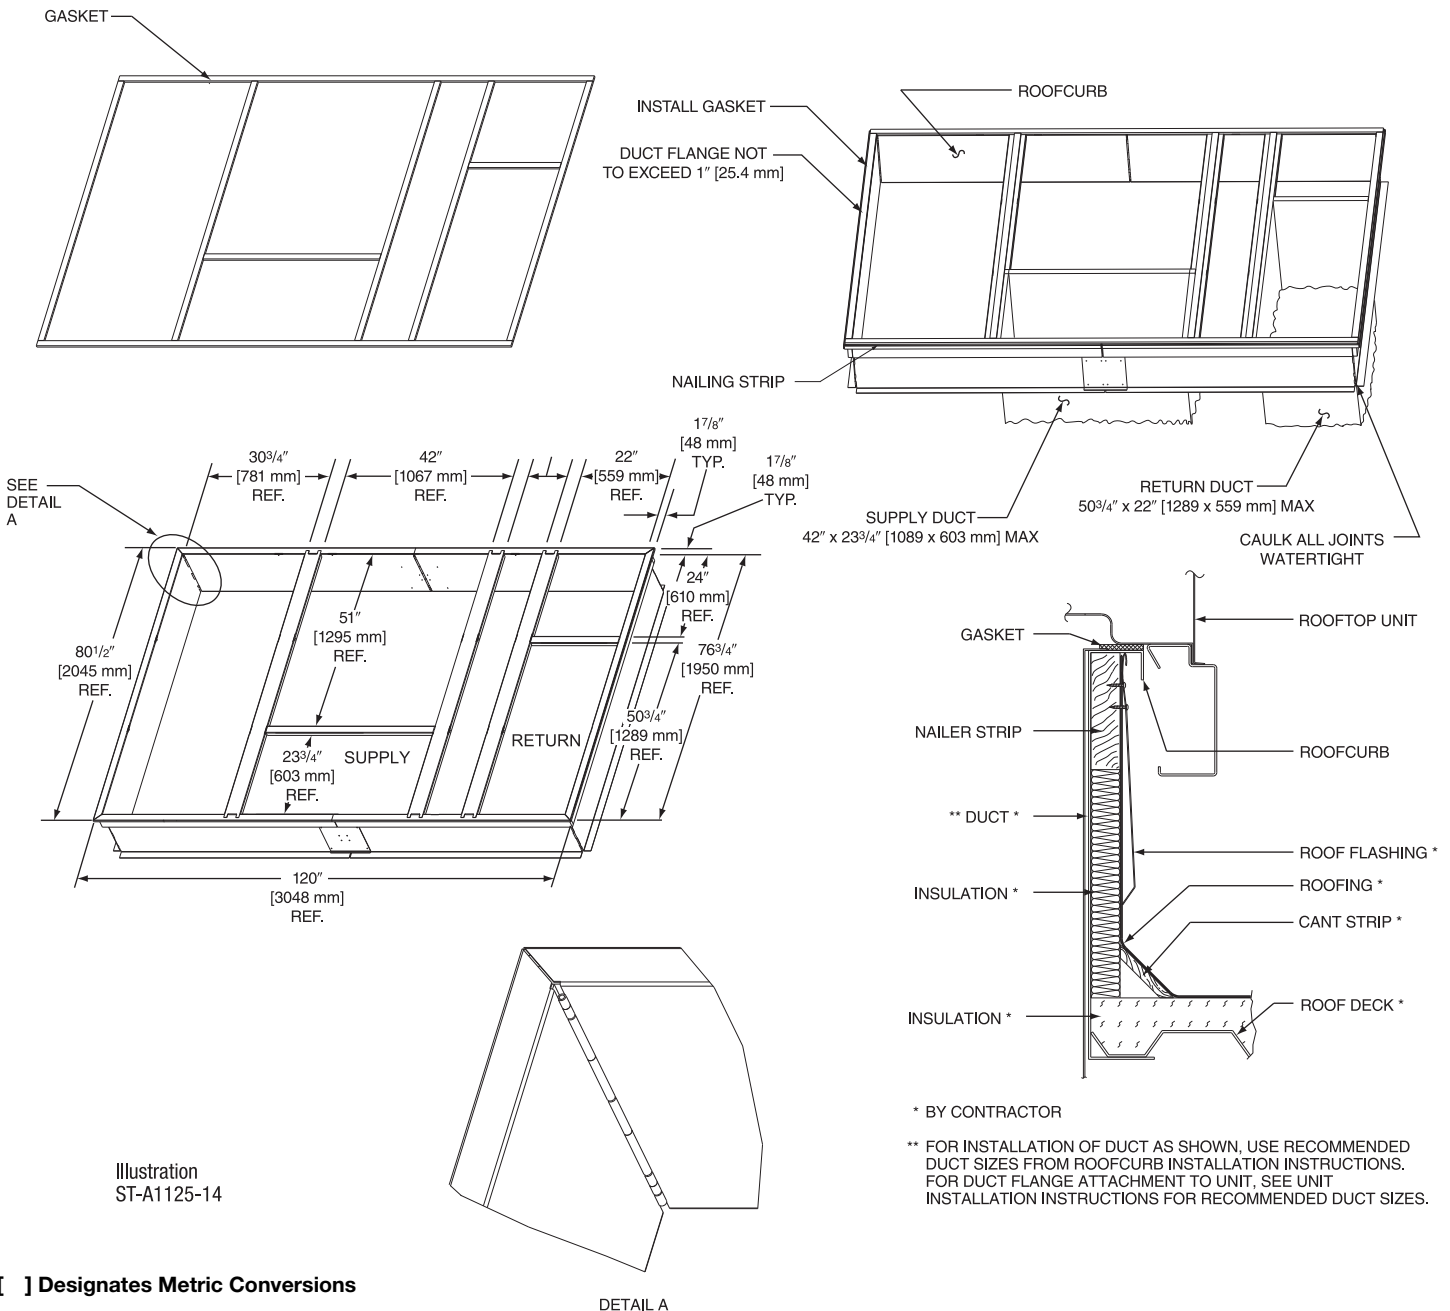 GASKET
INSTALL GASKET
DUCT FLANGE NOT
TO EXCEED 1″ [25.4 mm]
ROOFCURB
NAILING STRIP
SUPPLY DUCT
42″ x 233/4″ [1089 x 603 mm] MAX
RETURN DUCT
503/4″ x 22″ [1289 x 559 mm] MAX
CAULK ALL JOINTS
WATERTIGHT
SEE
DETAIL
A
303/4″
[781 mm]
REF.
42″
[1067 mm]
REF.
22″
[559 mm]
REF.
17/8″
[48 mm]
TYP.
17/8″
[48 mm]
TYP.
24″
[610 mm]
REF.
51″
[1295 mm]
REF.
801/2″
[2045 mm]
REF.
763/4″
[1950 mm]
REF.
503/4″
[1289 mm]
REF.
233/4″
[603 mm]
REF.
SUPPLY
RETURN
120″
[3048 mm]
REF.
GASKET
ROOFTOP UNIT
NAILER STRIP
ROOFCURB
** DUCT *
ROOF FLASHING *
INSULATION *
ROOFING *
CANT STRIP *
INSULATION *
ROOF DECK *
* BY CONTRACTOR
** FOR INSTALLATION OF DUCT AS SHOWN, USE RECOMMENDED
DUCT SIZES FROM ROOFCURB INSTALLATION INSTRUCTIONS.
FOR DUCT FLANGE ATTACHMENT TO UNIT, SEE UNIT
INSTALLATION INSTRUCTIONS FOR RECOMMENDED DUCT SIZES.
Illustration
ST-A1125-14
[ ] Designates Metric Conversions
DETAIL A